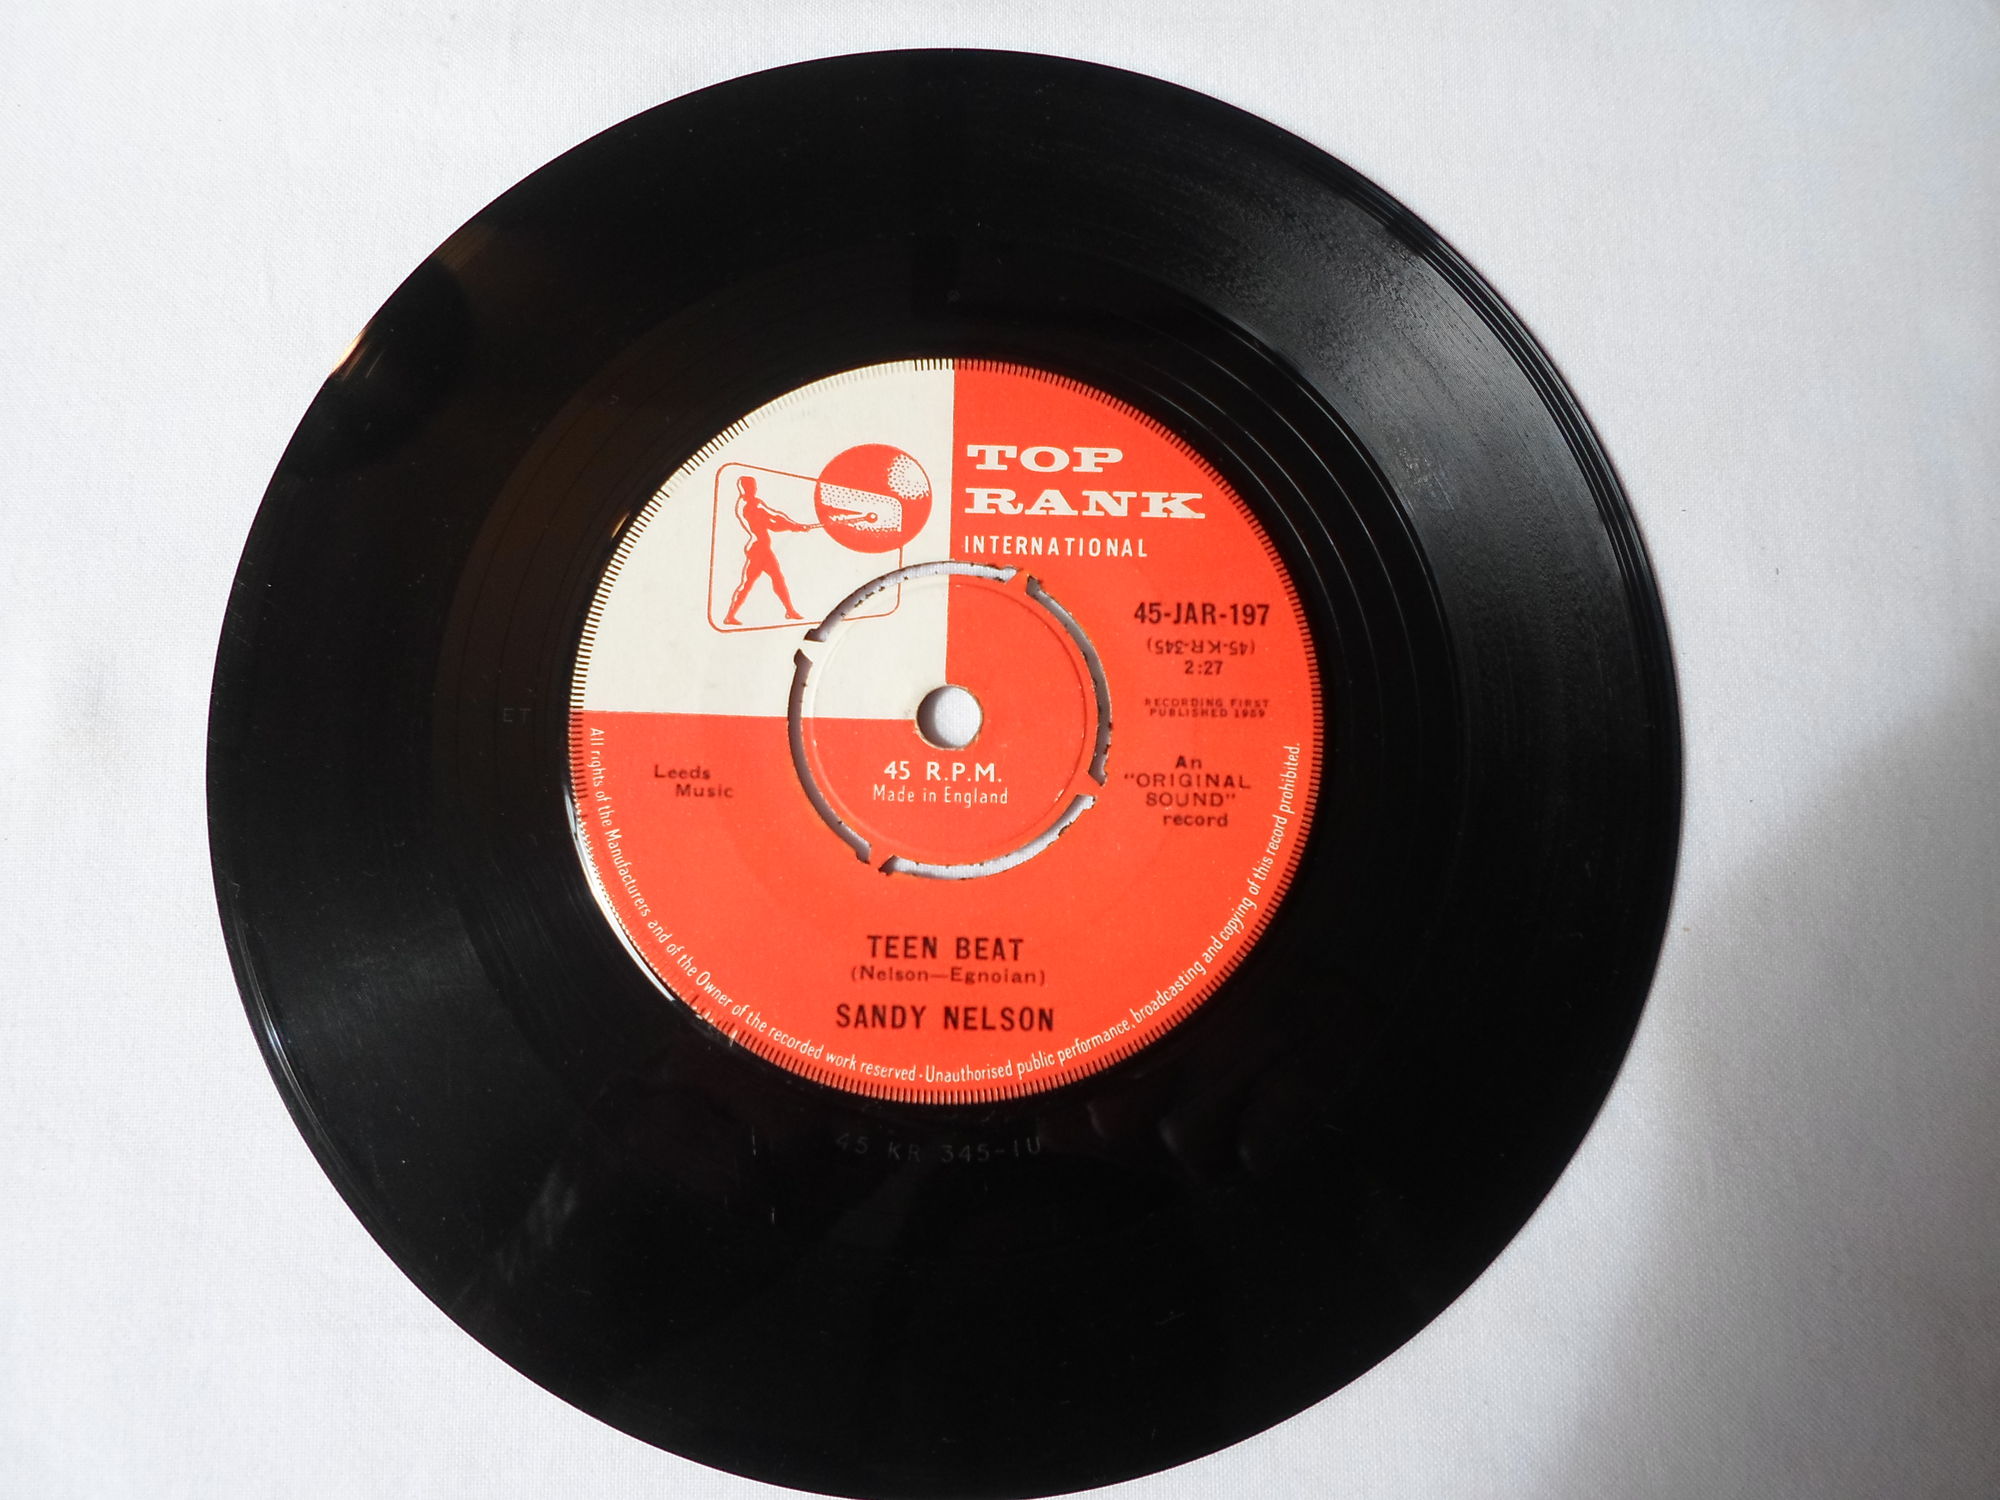 TOP
RANK
INTERNATIONAL
45-JAR-197
(45-KR-345)
2:27
RECORDING FIRST
PUBLISHED 1959
An
"ORIGINAL
SOUND"
record
Leeds
Music
45 R.P.M.
Made in England
TEEN BEAT
(Nelson—Egnoian)
SANDY NELSON
All rights of the Manufacturers and of the Owner of the recorded work reserved · Unauthorised public performance, broadcasting and copying of this record prohibited.
ET
45 KR 345-1U